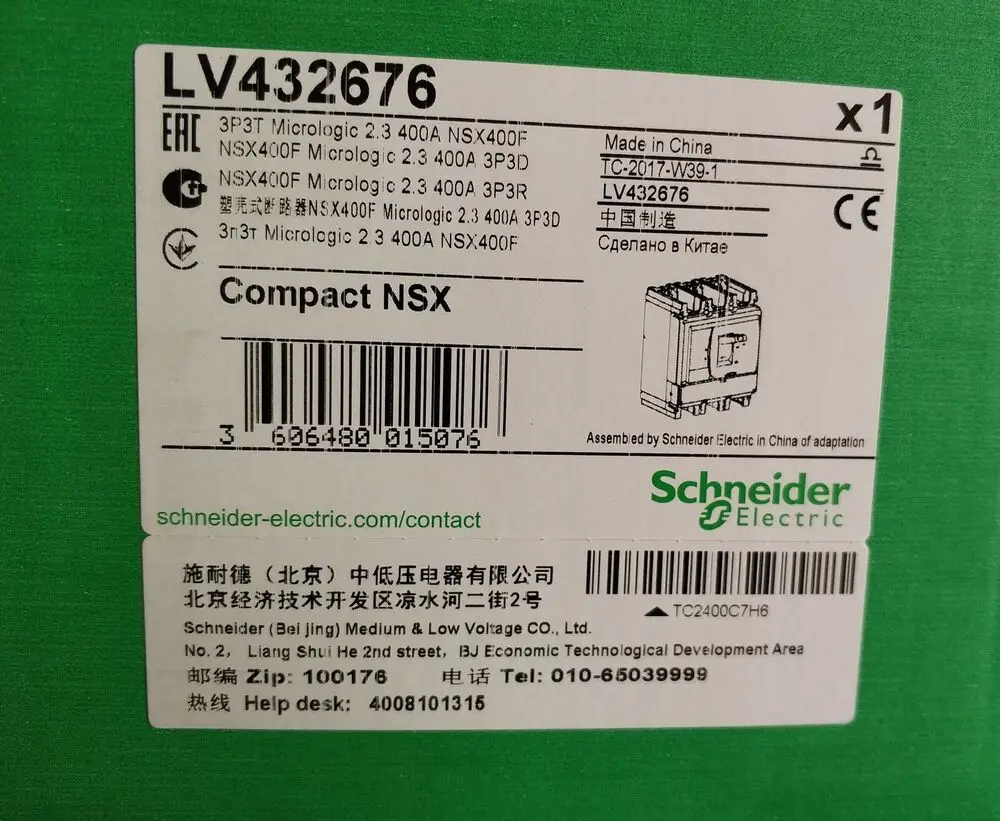 LV432676
x1
EAC
3P3T Micrologic 2.3 400A NSX400F
NSX400F Micrologic 2.3 400A 3P3D
NSX400F Micrologic 2.3 400A 3P3R
塑壳式断路器NSX400F Micrologic 2.3 400A 3P3D
3п3т Micrologic 2.3 400A NSX400F
Made in China
TC-2017-W39-1
LV432676
中国制造
Сделано в Китае
CE
Compact NSX
3 606480 015076
Assembled by Schneider Electric in China of adaptation
Schneider
Electric
schneider-electric.com/contact
施耐德（北京）中低压电器有限公司
北京经济技术开发区凉水河二街2号
Schneider (Beijing) Medium & Low Voltage CO., Ltd.
No. 2, Liang Shui He 2nd street, BJ Economic Technological Development Area
邮编 Zip: 100176 电话 Tel: 010-65039999
热线 Help desk: 4008101315
TC2400C7H6